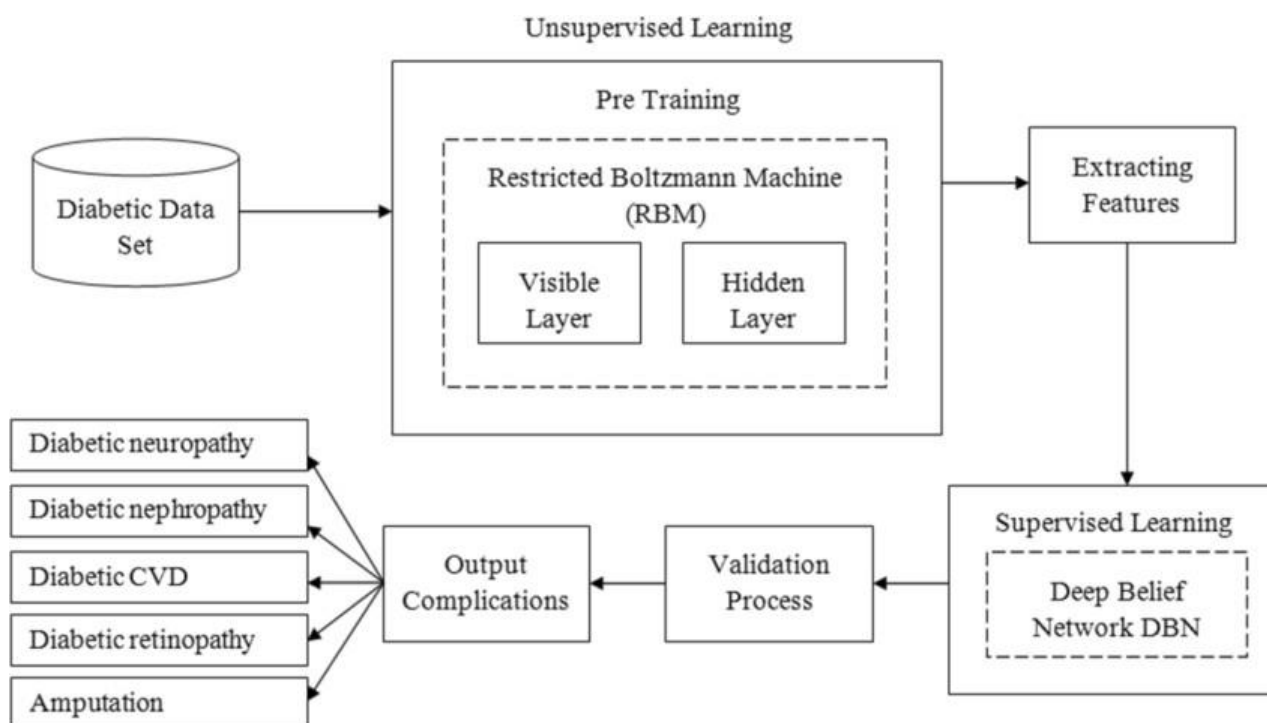 Unsupervised Learning
Pre Training
Restricted Boltzmann Machine
(RBM)
Visible
Layer
Hidden
Layer
Diabetic Data
Set
Extracting
Features
Supervised Learning
Deep Belief
Network DBN
Validation
Process
Output
Complications
Diabetic neuropathy
Diabetic nephropathy
Diabetic CVD
Diabetic retinopathy
Amputation